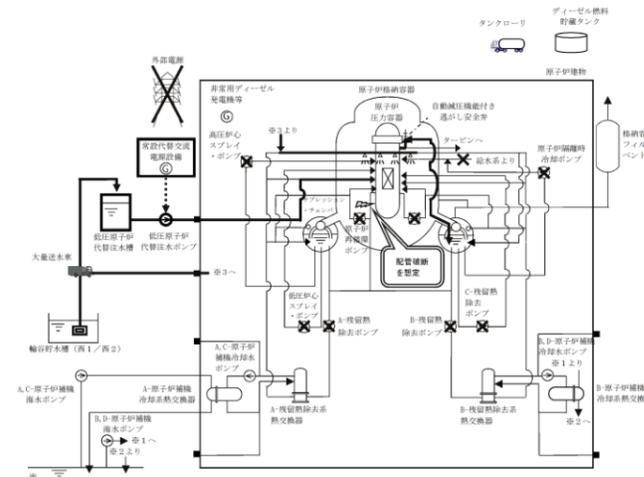 ディーゼル燃料
貯蔵タンク
タンクローリ
原子炉建物
外部電源
非常用ディーゼル
発電機等
原子炉格納容器
原子炉
圧力容器
自動減圧機能付き
逃がし安全弁
高圧炉心
スプレイ
・ポンプ
※3より
タービンへ
給水系より
原子炉隔離時
冷却ポンプ
格納容
フィル
ベント
常設代替交流
電源設備
サプレッション
・チェンバ
低圧原子炉
代替注水槽
低圧原子炉
代替注水ポンプ
原子炉
再循環
ポンプ
配管破断
を想定
大量送水車
※3へ
低圧炉心
スプレイ
・ポンプ
A-残留熱
除去ポンプ
B-残留熱
除去ポンプ
C-残留熱
除去
ポンプ
輪谷貯水槽(西1/西2)
A,C-原子炉
補機冷却水
ポンプ
B,D-原子炉補機
冷却水ポンプ
※1より
A,C-原子炉補機
海水ポンプ
A-原子炉補機
冷却系熱交換器
B,D-原子炉補機
海水ポンプ
※1へ
※2より
A-残留熱除去系
熱交換器
B-残留熱除去系
熱交換器
B-原子炉補機
冷却系熱交換
※2へ